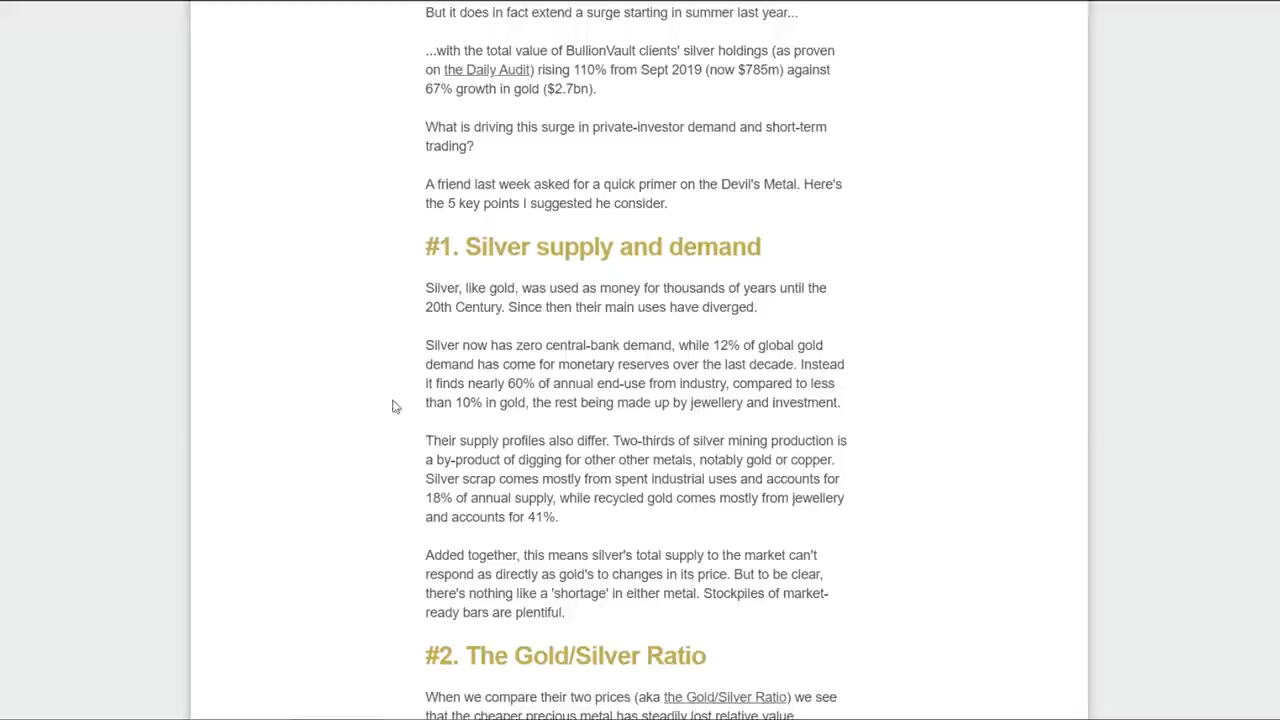 But it does in fact extend a surge starting in summer last year...
...with the total value of BullionVault clients' silver holdings (as proven
on the Daily Audit) rising 110% from Sept 2019 (now $785m) against
67% growth in gold ($2.7bn).
What is driving this surge in private-investor demand and short-term
trading?
A friend last week asked for a quick primer on the Devil's Metal. Here's
the 5 key points I suggested he consider.
#1. Silver supply and demand
Silver, like gold, was used as money for thousands of years until the
20th Century. Since then their main uses have diverged.
Silver now has zero central-bank demand, while 12% of global gold
demand has come for monetary reserves over the last decade. Instead
it finds nearly 60% of annual end-use from industry, compared to less
than 10% in gold, the rest being made up by jewellery and investment.
Their supply profiles also differ. Two-thirds of silver mining production is
a by-product of digging for other other metals, notably gold or copper.
Silver scrap comes mostly from spent industrial uses and accounts for
18% of annual supply, while recycled gold comes mostly from jewellery
and accounts for 41%.
Added together, this means silver's total supply to the market can't
respond as directly as gold's to changes in its price. But to be clear,
there's nothing like a 'shortage' in either metal. Stockpiles of market-
ready bars are plentiful.
#2. The Gold/Silver Ratio
When we compare their two prices (aka the Gold/Silver Ratio) we see
that the cheaper precious metal has steadily lost relative value...